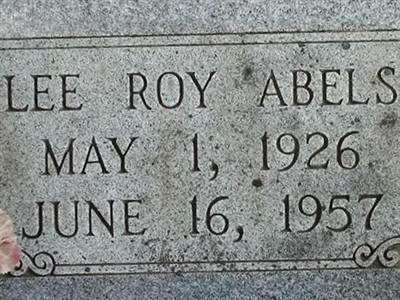 LEE ROY ABELS
MAY 1, 1926
JUNE 16, 1957